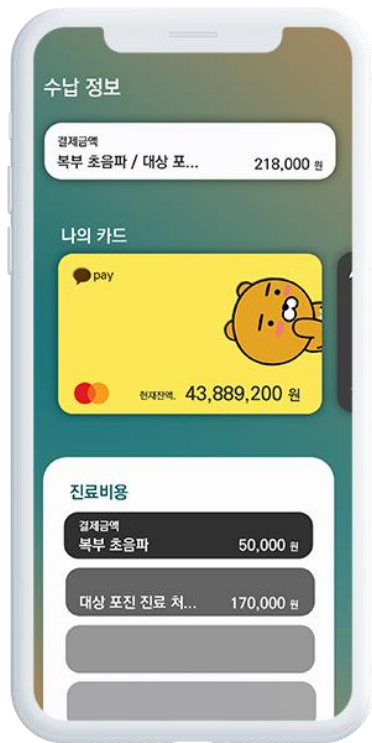 수납 정보
결제금액
복부 초음파 / 대상 포... 218,000 원
나의 카드
pay
현재잔액. 43,889,200 원
진료비용
결제금액
복부 초음파 50,000 원
대상 포진 진료 처... 170,000 원